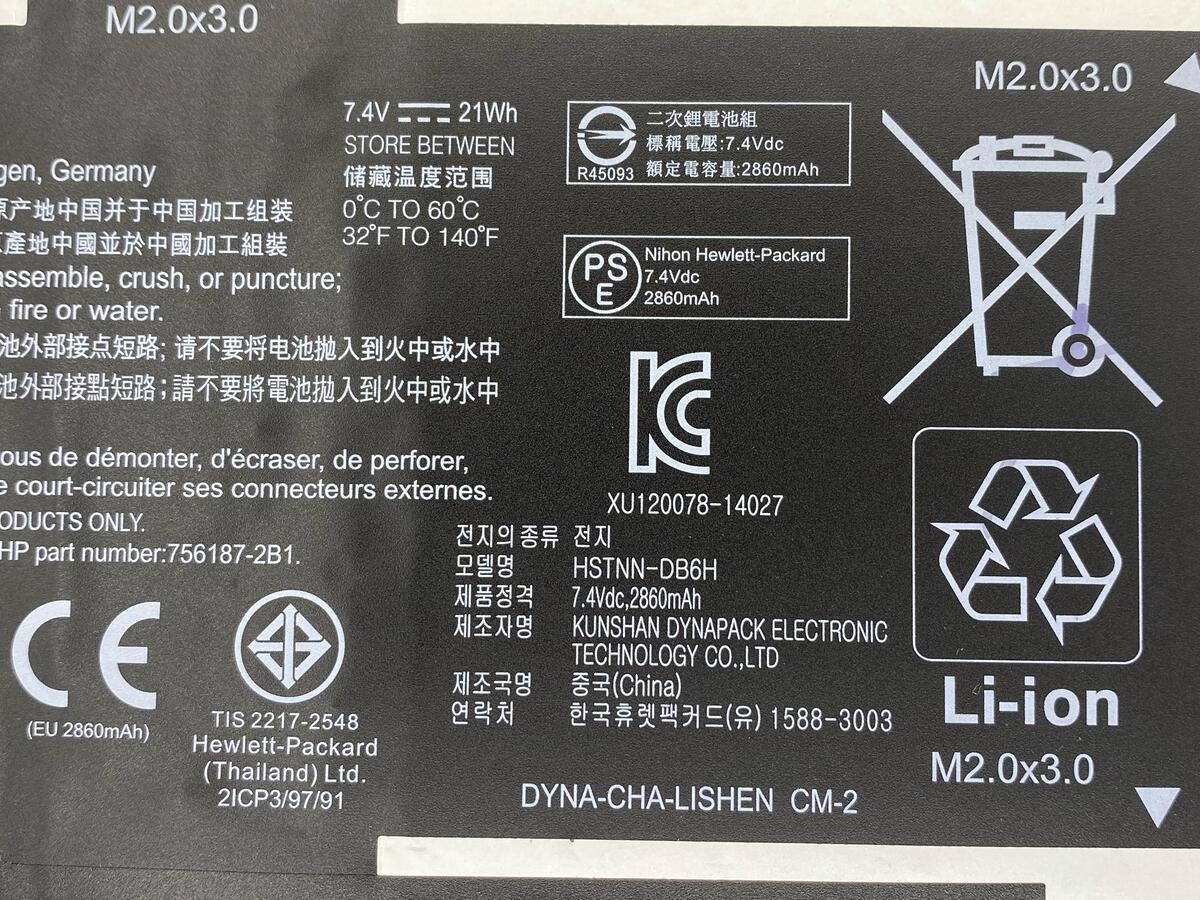 M2.0x3.0
M2.0x3.0
7.4V 21Wh
STORE BETWEEN
储藏温度范围
0°C TO 60°C
32°F TO 140°F
R45093
二次鋰電池組
標稱電壓:7.4Vdc
額定電容量:2860mAh
Germany
原产地中国并于中国加工组装
原產地中國並於中國加工組裝
assemble, crush, or puncture;
fire or water.
池外部接点短路; 请不要将电池拋入到火中或水中
池外部接點短路;請不要將電池拋入到火中或水中
de démonter, d'écraser, de perforer,
court-circuiter ses connecteurs externes.
ONLY.
HP part number:756187-2B1.
PS
E
Nihon Hewlett-Packard
7.4Vdc
2860mAh
KC
XU120078-14027
전지의종류 전지
모델명 HSTNN-DB6H
제품정격 7.4Vdc,2860mAh
제조자명 KUNSHAN DYNAPACK ELECTRONIC
TECHNOLOGY CO.,LTD
제조국명 중국(China)
연락처 한국휴렛팩커드(유) 1588-3003
CE
(EU 2860mAh)
TIS 2217-2548
Hewlett-Packard
(Thailand) Ltd.
2ICP3/97/91
DYNA-CHA-LISHEN CM-2
Li-ion
M2.0x3.0